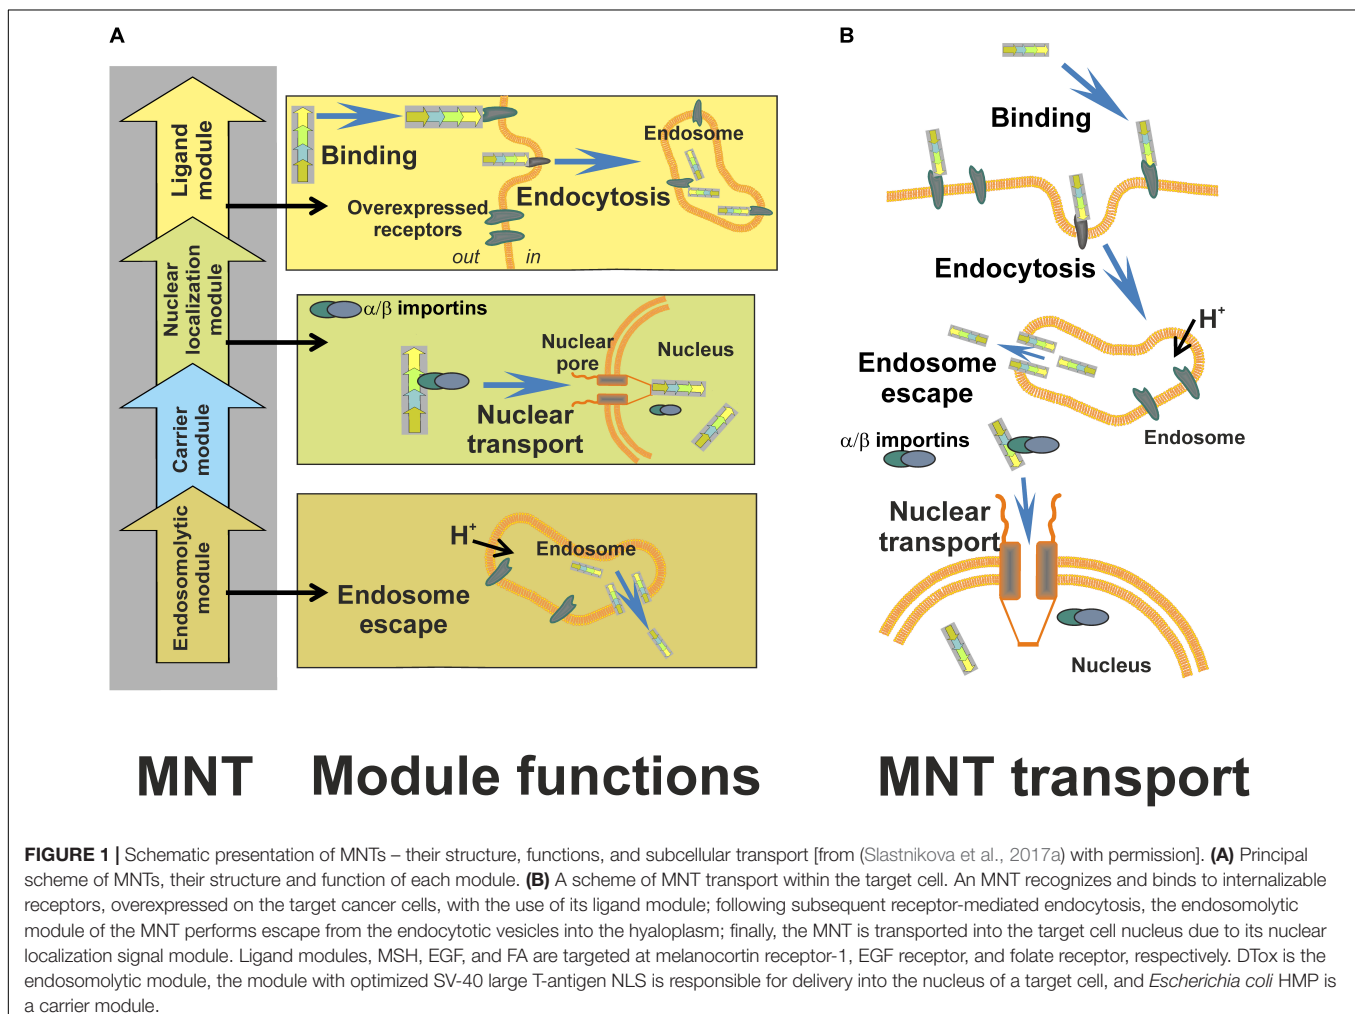 A
B
Ligand
module
Nuclear
localization
module
Carrier
module
Endosomolytic
module
Binding
Overexpressed
receptors
out
in
Endocytosis
Endosome
α/β importins
Nuclear
pore
Nucleus
Nuclear
transport
H+
Endosome
Endosome
escape
Binding
Endocytosis
H+
Endosome
escape
Endosome
α/β importins
Nuclear
transport
Nucleus
MNT
Module functions
MNT transport
FIGURE 1 | Schematic presentation of MNTs – their structure, functions, and subcellular transport [from (Slastnikova et al., 2017a) with permission]. (A) Principal
scheme of MNTs, their structure and function of each module. (B) A scheme of MNT transport within the target cell. An MNT recognizes and binds to internalizable
receptors, overexpressed on the target cancer cells, with the use of its ligand module; following subsequent receptor-mediated endocytosis, the endosomolytic
module of the MNT performs escape from the endocytotic vesicles into the hyaloplasm; finally, the MNT is transported into the target cell nucleus due to its nuclear
localization signal module. Ligand modules, MSH, EGF, and FA are targeted at melanocortin receptor-1, EGF receptor, and folate receptor, respectively. DTox is the
endosomolytic module, the module with optimized SV-40 large T-antigen NLS is responsible for delivery into the nucleus of a target cell, and Escherichia coli HMP is
a carrier module.